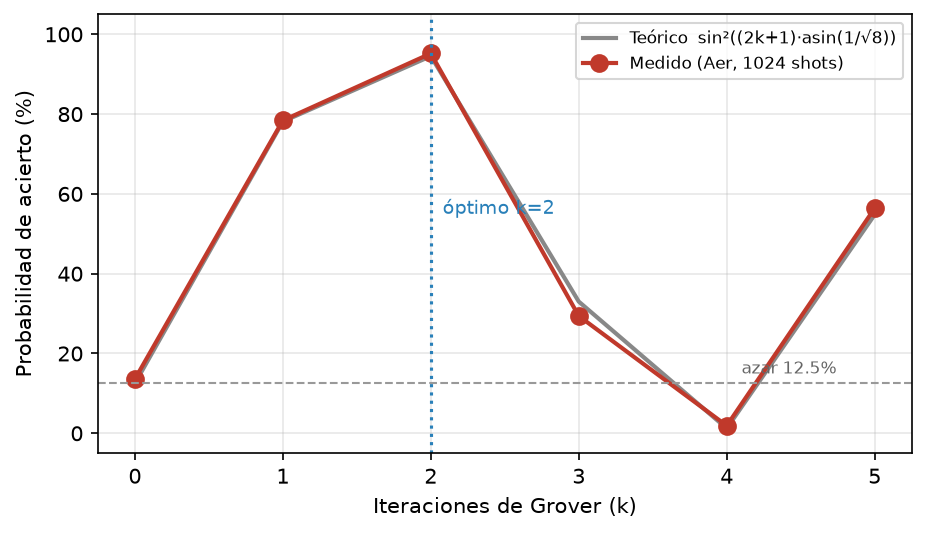 Teórico  sin²((2k+1)·asin(1/√8))
Medido (Aer, 1024 shots)
100
80
60
40
20
0
Probabilidad de acierto (%)
óptimo k=2
azar 12.5%
0 1 2 3 4 5
Iteraciones de Grover (k)